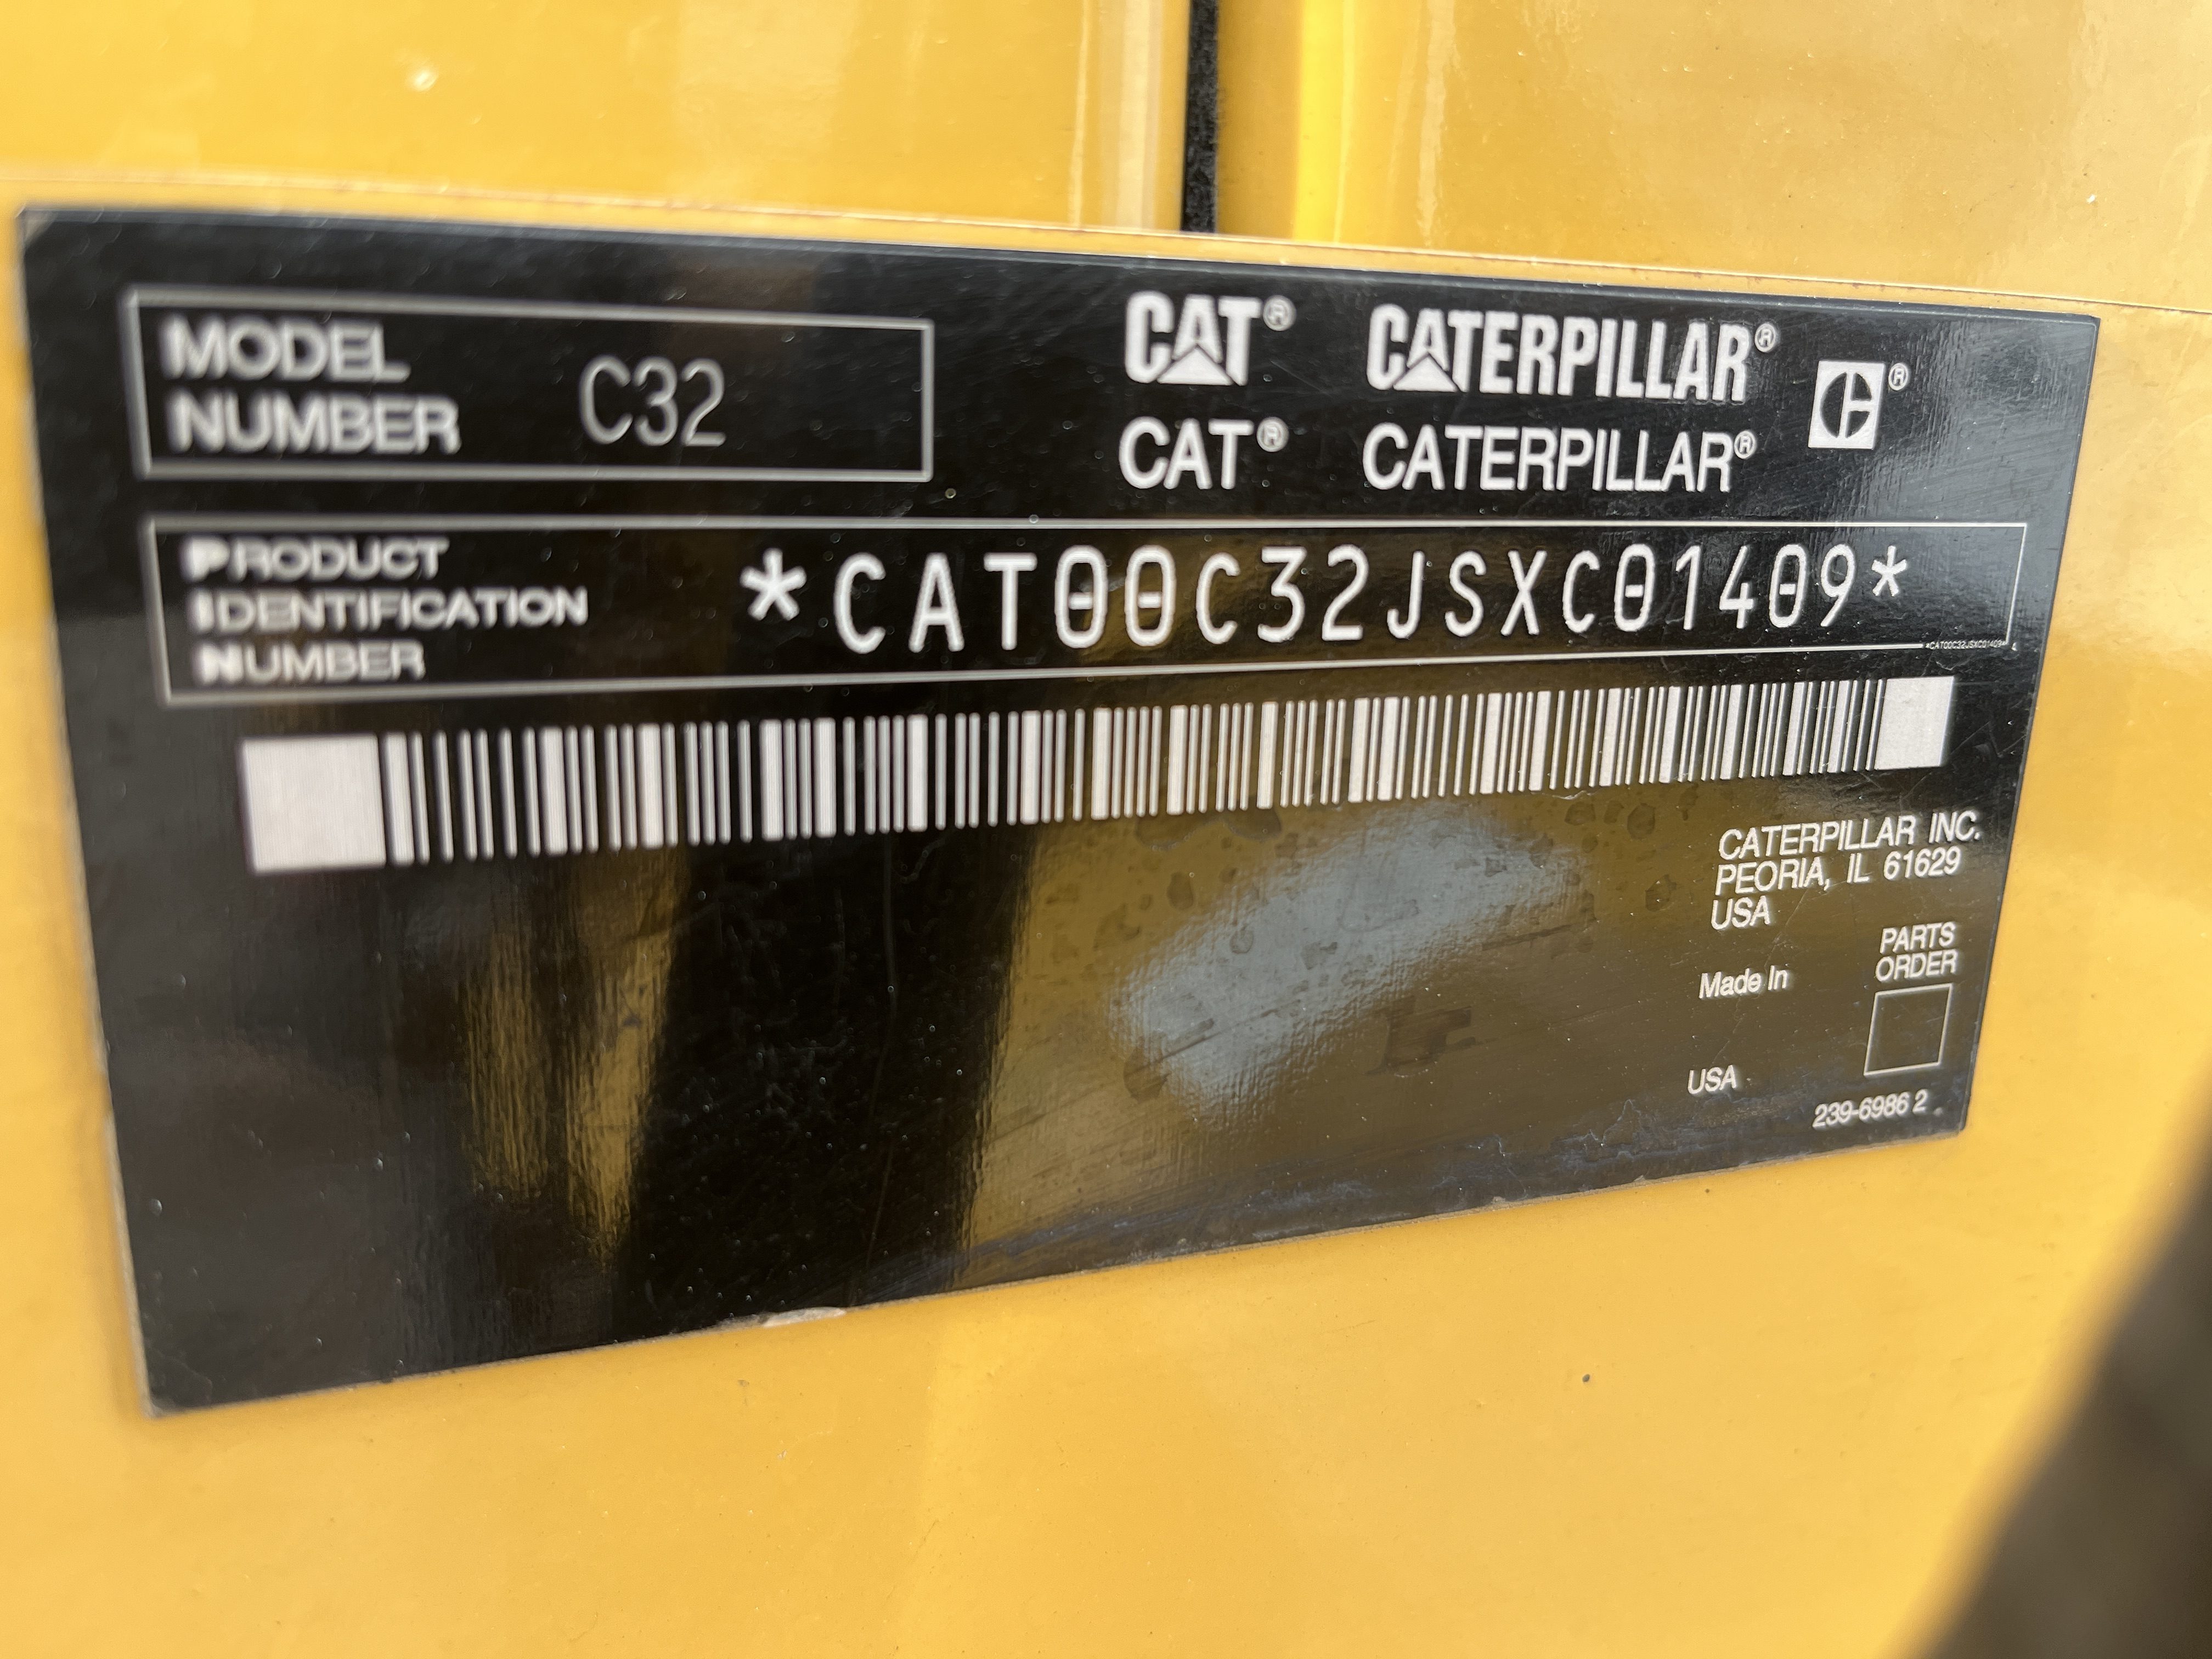 MODEL
NUMBER
C32
CAT® CATERPILLAR®
CAT® CATERPILLAR® ®
PRODUCT
IDENTIFICATION
NUMBER
*CAT00C32JSXC01409*
*CAT00C32JSXC01409*
CATERPILLAR INC.
PEORIA, IL 61629
USA
PARTS
ORDER
Made In
USA
239-6986 2